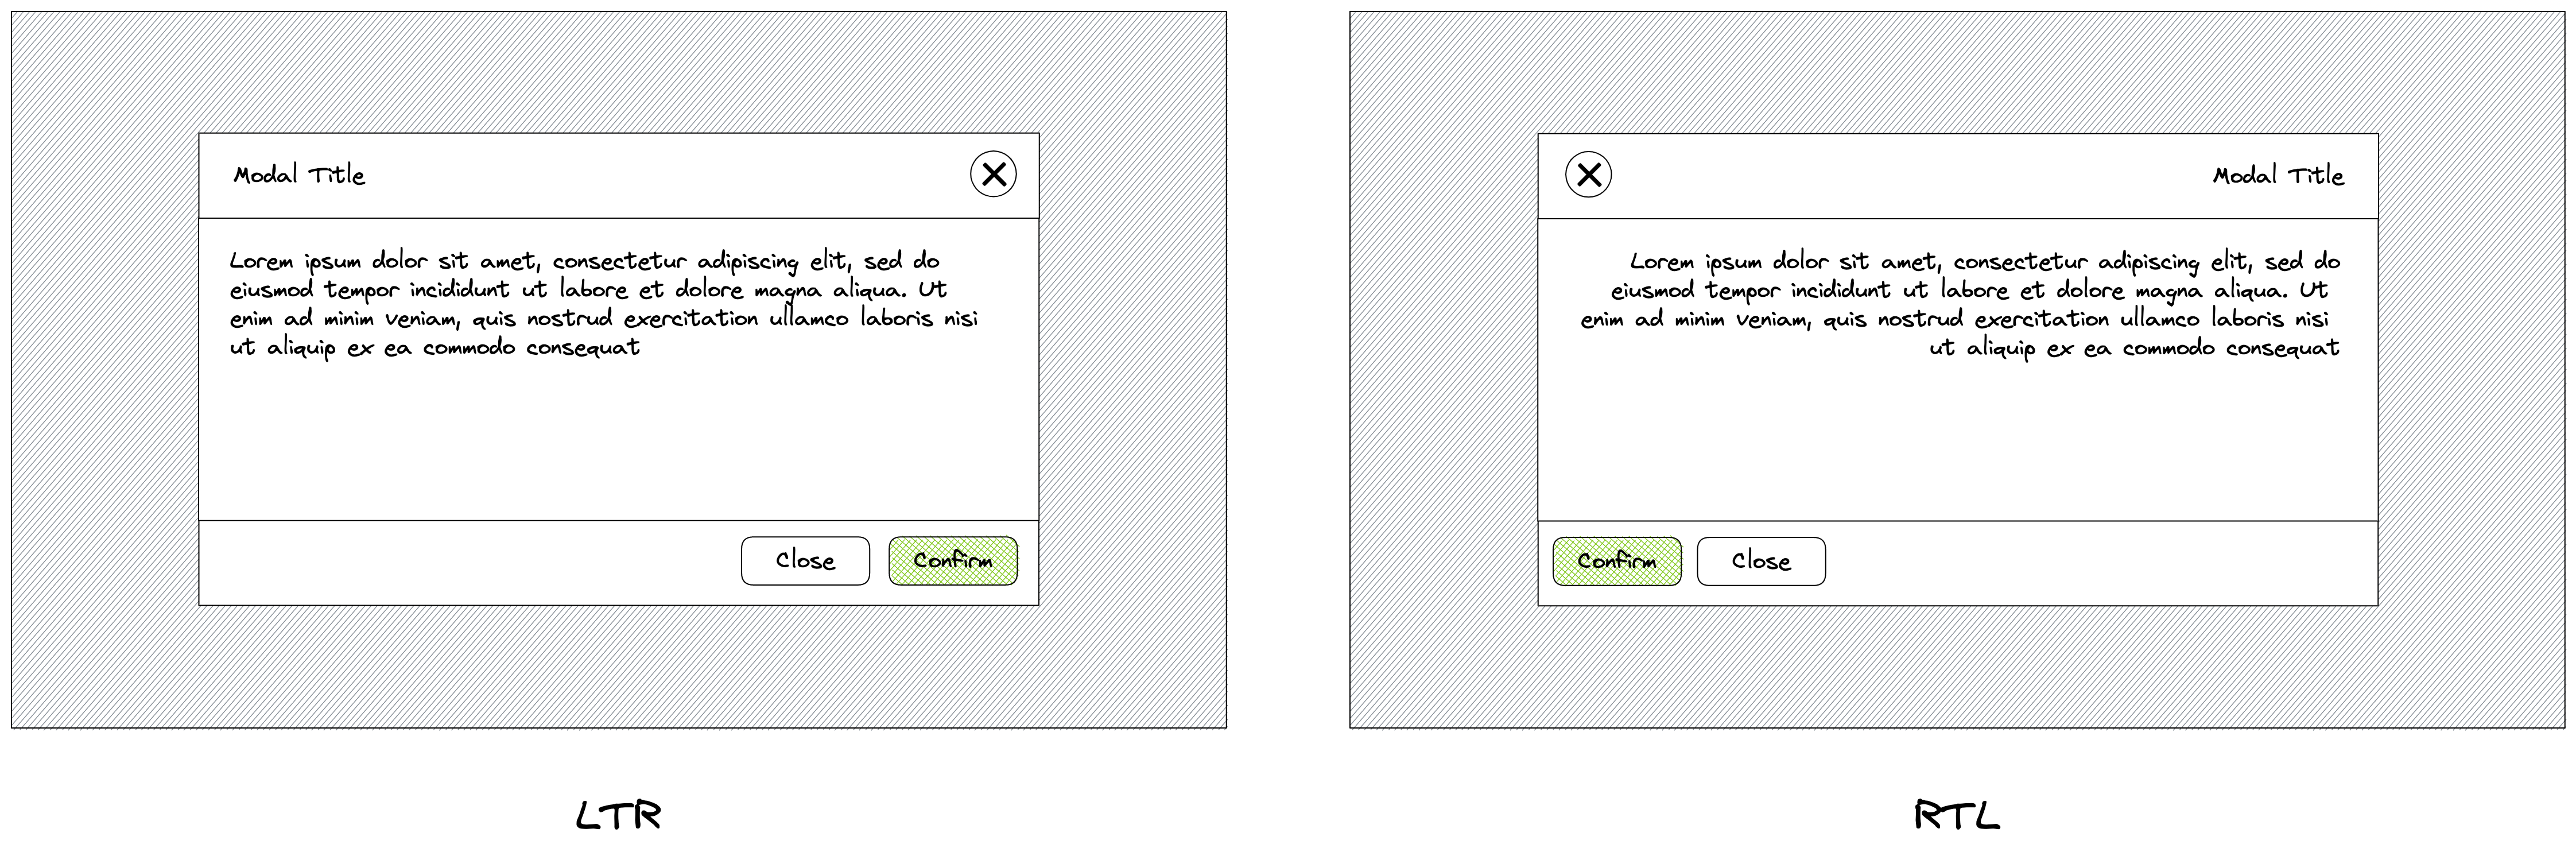 Modal Title
Lorem ipsum dolor sit amet, consectetur adipiscing elit, sed do
eiusmod tempor incididunt ut labore et dolore magna aliqua. Ut
enim ad minim veniam, quis nostrud exercitation ullamco laboris nisi
ut aliquip ex ea commodo consequat
Close
Confirm
LTR
Modal Title
Lorem ipsum dolor sit amet, consectetur adipiscing elit, sed do
eiusmod tempor incididunt ut labore et dolore magna aliqua. Ut
enim ad minim veniam, quis nostrud exercitation ullamco laboris nisi
ut aliquip ex ea commodo consequat
Confirm
Close
RTL